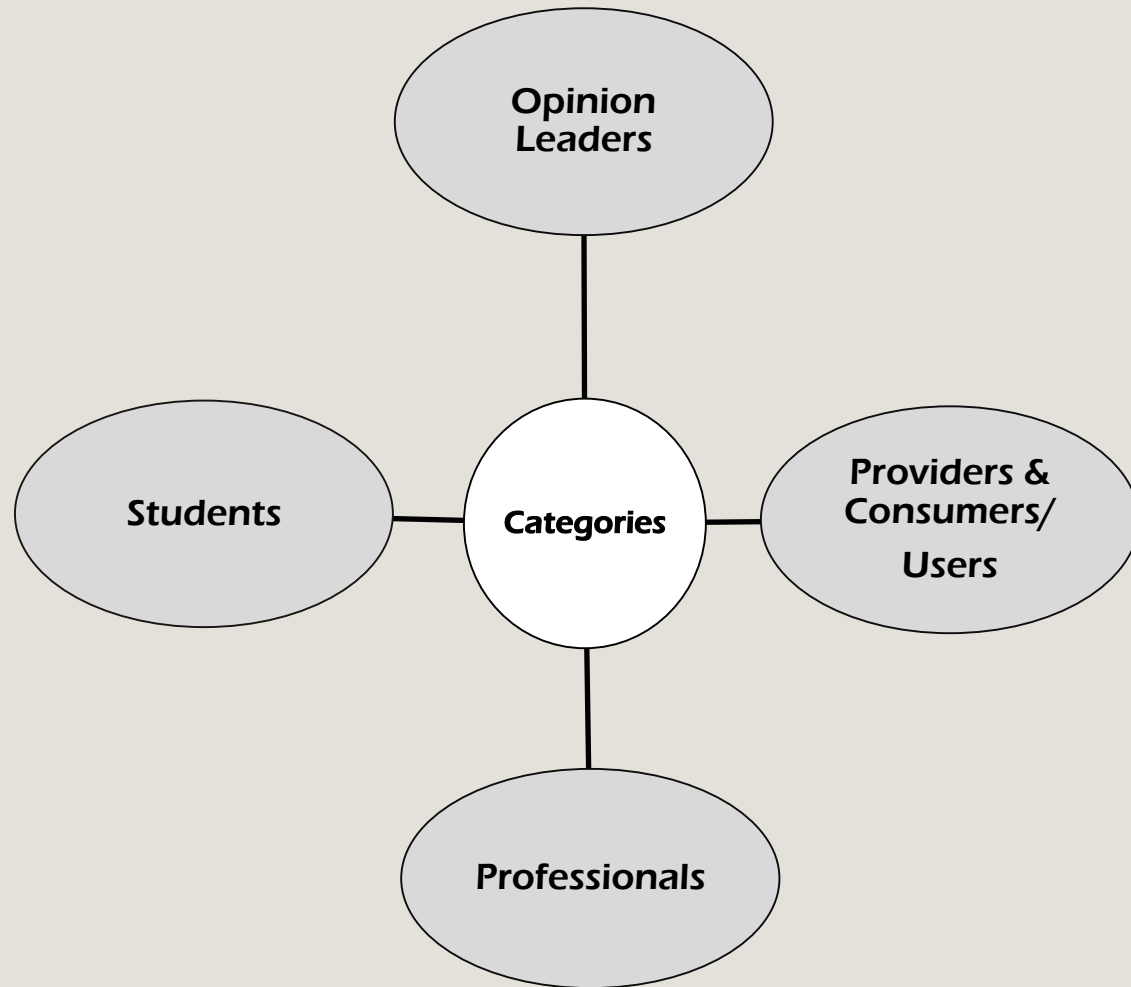 Opinion
Leaders
Students
Categories
Providers &
Consumers/
Users
Professionals